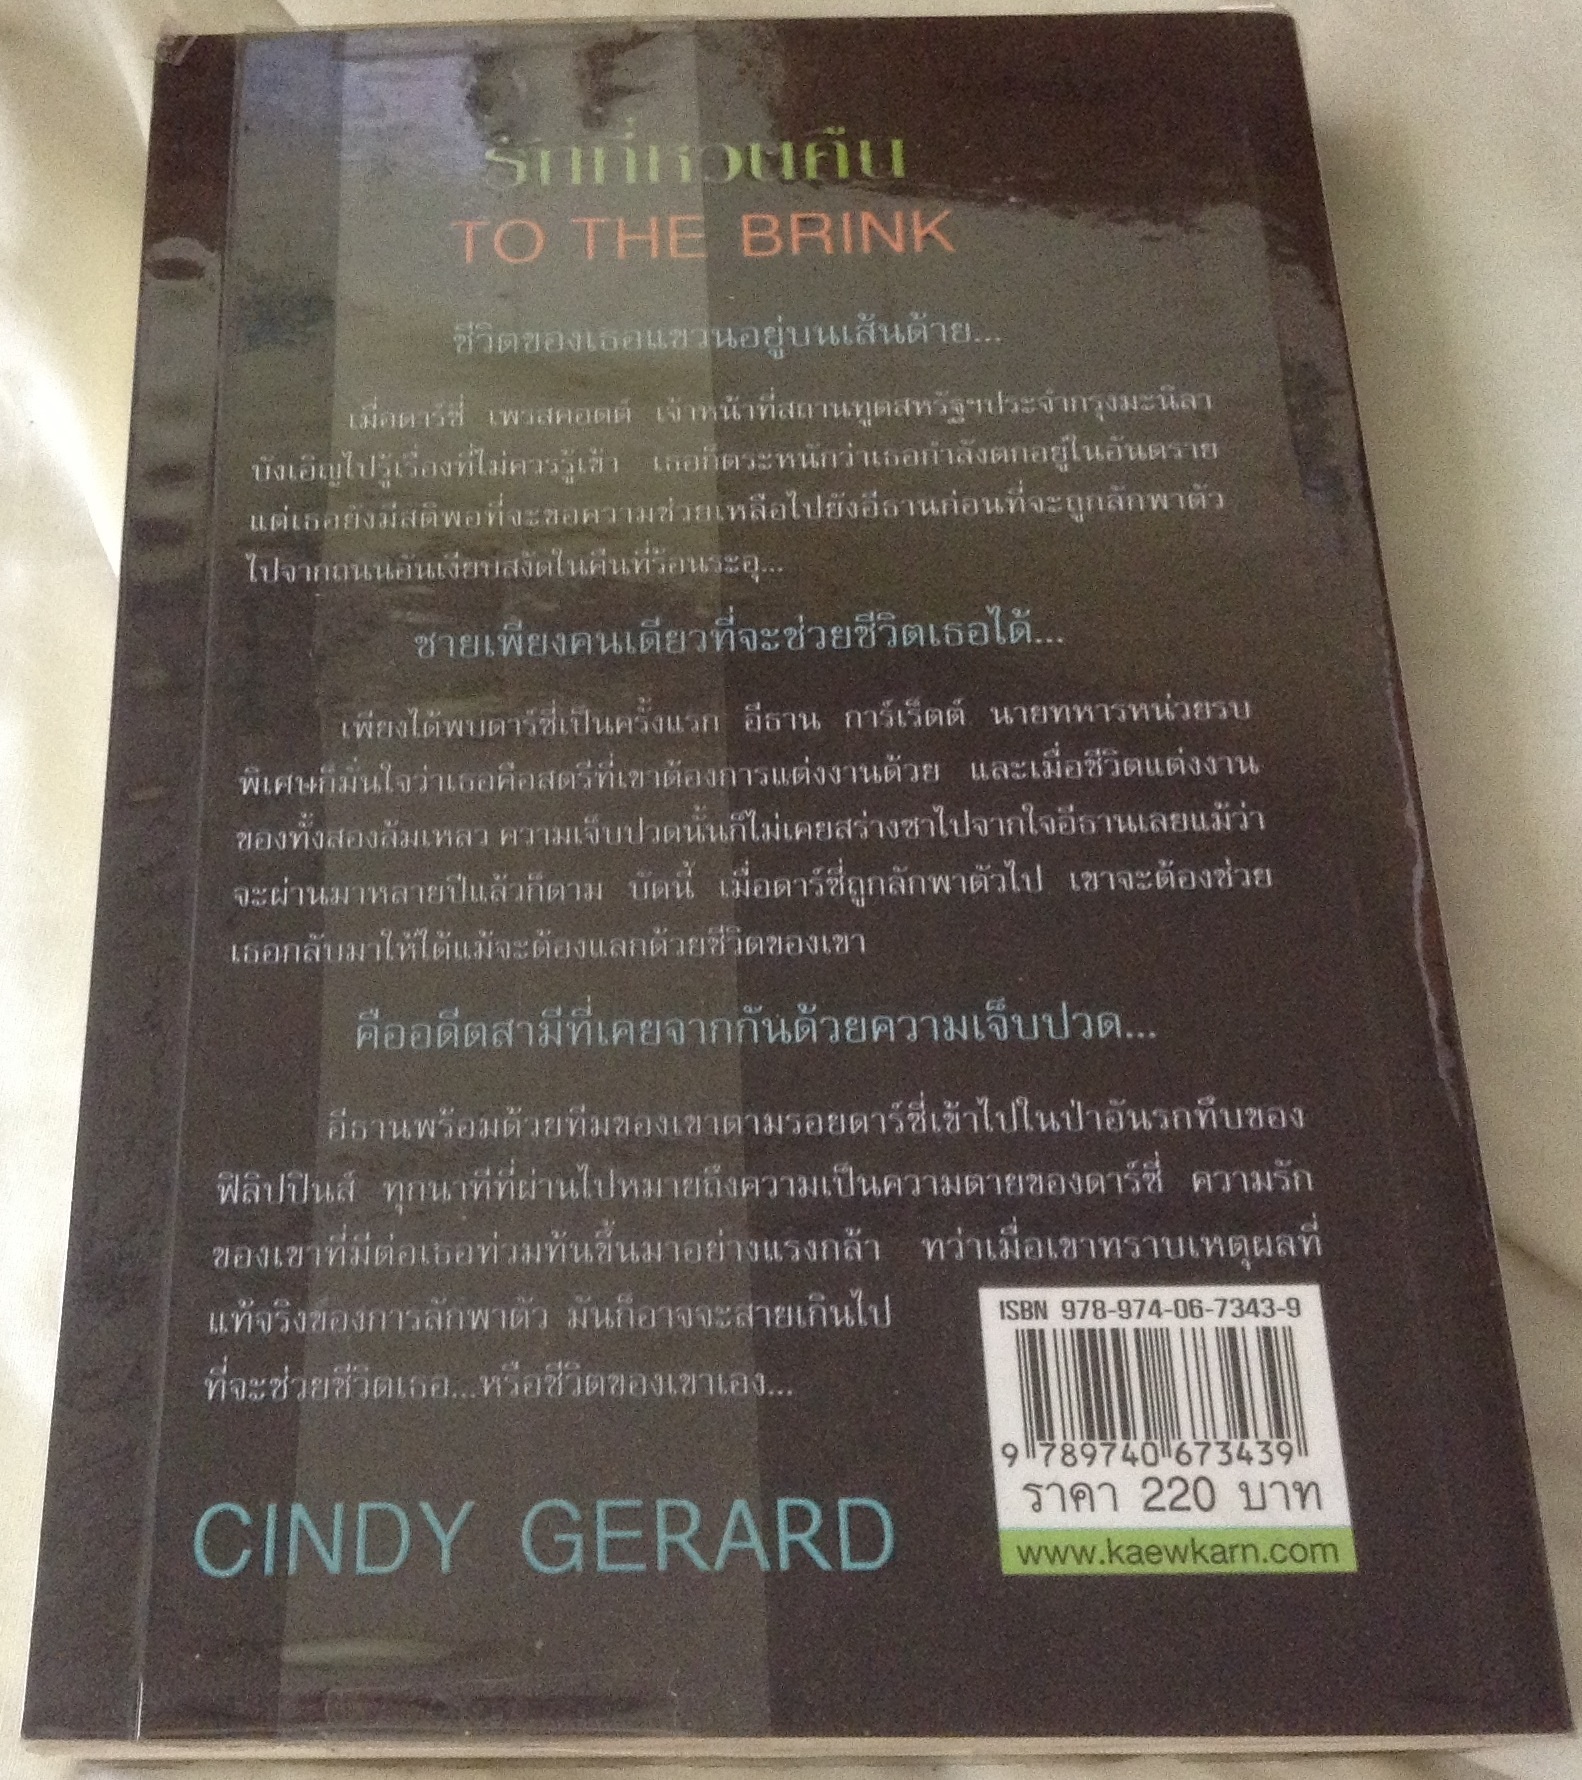 รักที่หวนคืน
TO THE BRINK
ชีวิตของเธอแขวนอยู่บนเส้นด้าย...
เมื่อดาร์ซี่ เพรสคอตต์ เจ้าหน้าที่สถานทูตสหรัฐฯประจำกรุงมะนิลา
บังเอิญไปรู้เรื่องที่ไม่ควรรู้เข้า เธอก็ตระหนักว่าเธอกำลังตกอยู่ในอันตราย
แต่เธอยังมีสติพอที่จะขอความช่วยเหลือไปยังอีธานก่อนที่จะถูกลักพาตัว
ไปจากถนนอันเงียบสงัดในคืนที่ร้อนระอุ...
ชายเพียงคนเดียวที่จะช่วยชีวิตเธอได้...
เพียงได้พบดาร์ซี่เป็นครั้งแรก อีธาน การ์เร็ตต์ นายทหารหน่วยรบ
พิเศษก็มั่นใจว่าเธอคือสตรีที่เขาต้องการแต่งงานด้วย และเมื่อชีวิตแต่งงาน
ของทั้งสองล้มเหลว ความเจ็บปวดนั้นก็ไม่เคยสร่างซาไปจากใจอีธานเลยแม้ว่า
จะผ่านมาหลายปีแล้วก็ตาม บัดนี้ เมื่อดาร์ซี่ถูกลักพาตัวไป เขาจะต้องช่วย
เธอกลับมาให้ได้แม้จะต้องแลกด้วยชีวิตของเขา
คืออดีตสามีที่เคยจากกันด้วยความเจ็บปวด...
อีธานพร้อมด้วยทีมของเขาตามรอยดาร์ซี่เข้าไปในป่าอันรกทึบของ
ฟิลิปปินส์ ทุกนาทีที่ผ่านไปหมายถึงความเป็นความตายของดาร์ซี่ ความรัก
ของเขาที่มีต่อเธอท่วมท้นขึ้นมาอย่างแรงกล้า ทว่าเมื่อเขาทราบเหตุผลที่
แท้จริงของการลักพาตัว มันก็อาจจะสายเกินไป
ที่จะช่วยชีวิตเธอ...หรือชีวิตของเขาเอง...
ISBN 978-974-06-7343-9
9 789740 673439
ราคา 220 บาท
www.kaewkarn.com
CINDY GERARD